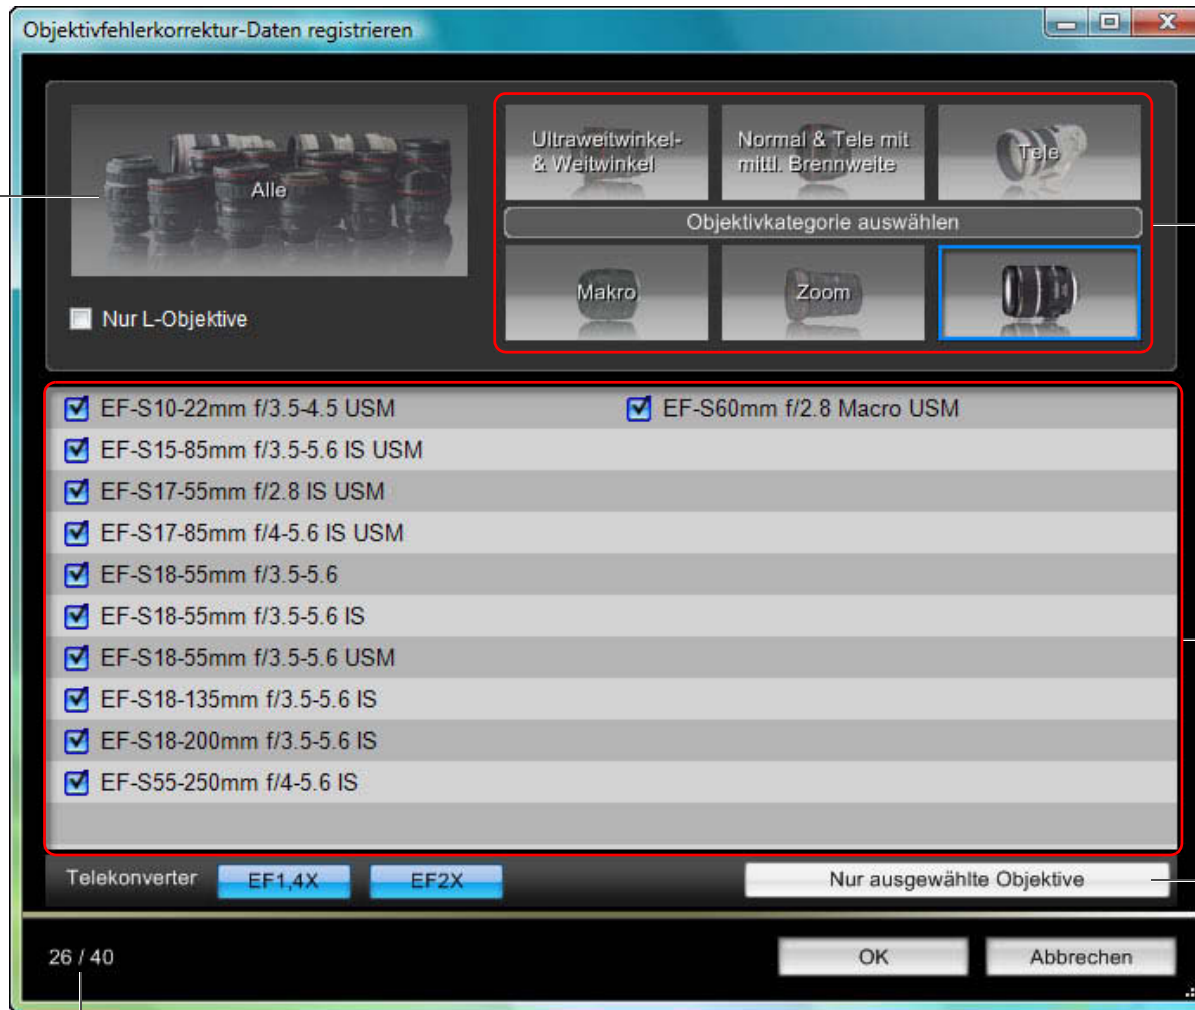 Objektivfehlerkorrektur-Daten registrieren
Alle
Nur L-Objektive
Ultraweitwinkel-
& Weitwinkel
Normal & Tele mit
mittl. Brennweite
Tele
Objektivkategorie auswählen
Makro
Zoom
EF-S10-22mm f/3.5-4.5 USM
EF-S15-85mm f/3.5-5.6 IS USM
EF-S17-55mm f/2.8 IS USM
EF-S17-85mm f/4-5.6 IS USM
EF-S18-55mm f/3.5-5.6
EF-S18-55mm f/3.5-5.6 IS
EF-S18-55mm f/3.5-5.6 USM
EF-S18-135mm f/3.5-5.6 IS
EF-S18-200mm f/3.5-5.6 IS
EF-S55-250mm f/4-5.6 IS
EF-S60mm f/2.8 Macro USM
Telekonverter
EF1,4X
EF2X
Nur ausgewählte Objektive
26 / 40
OK
Abbrechen